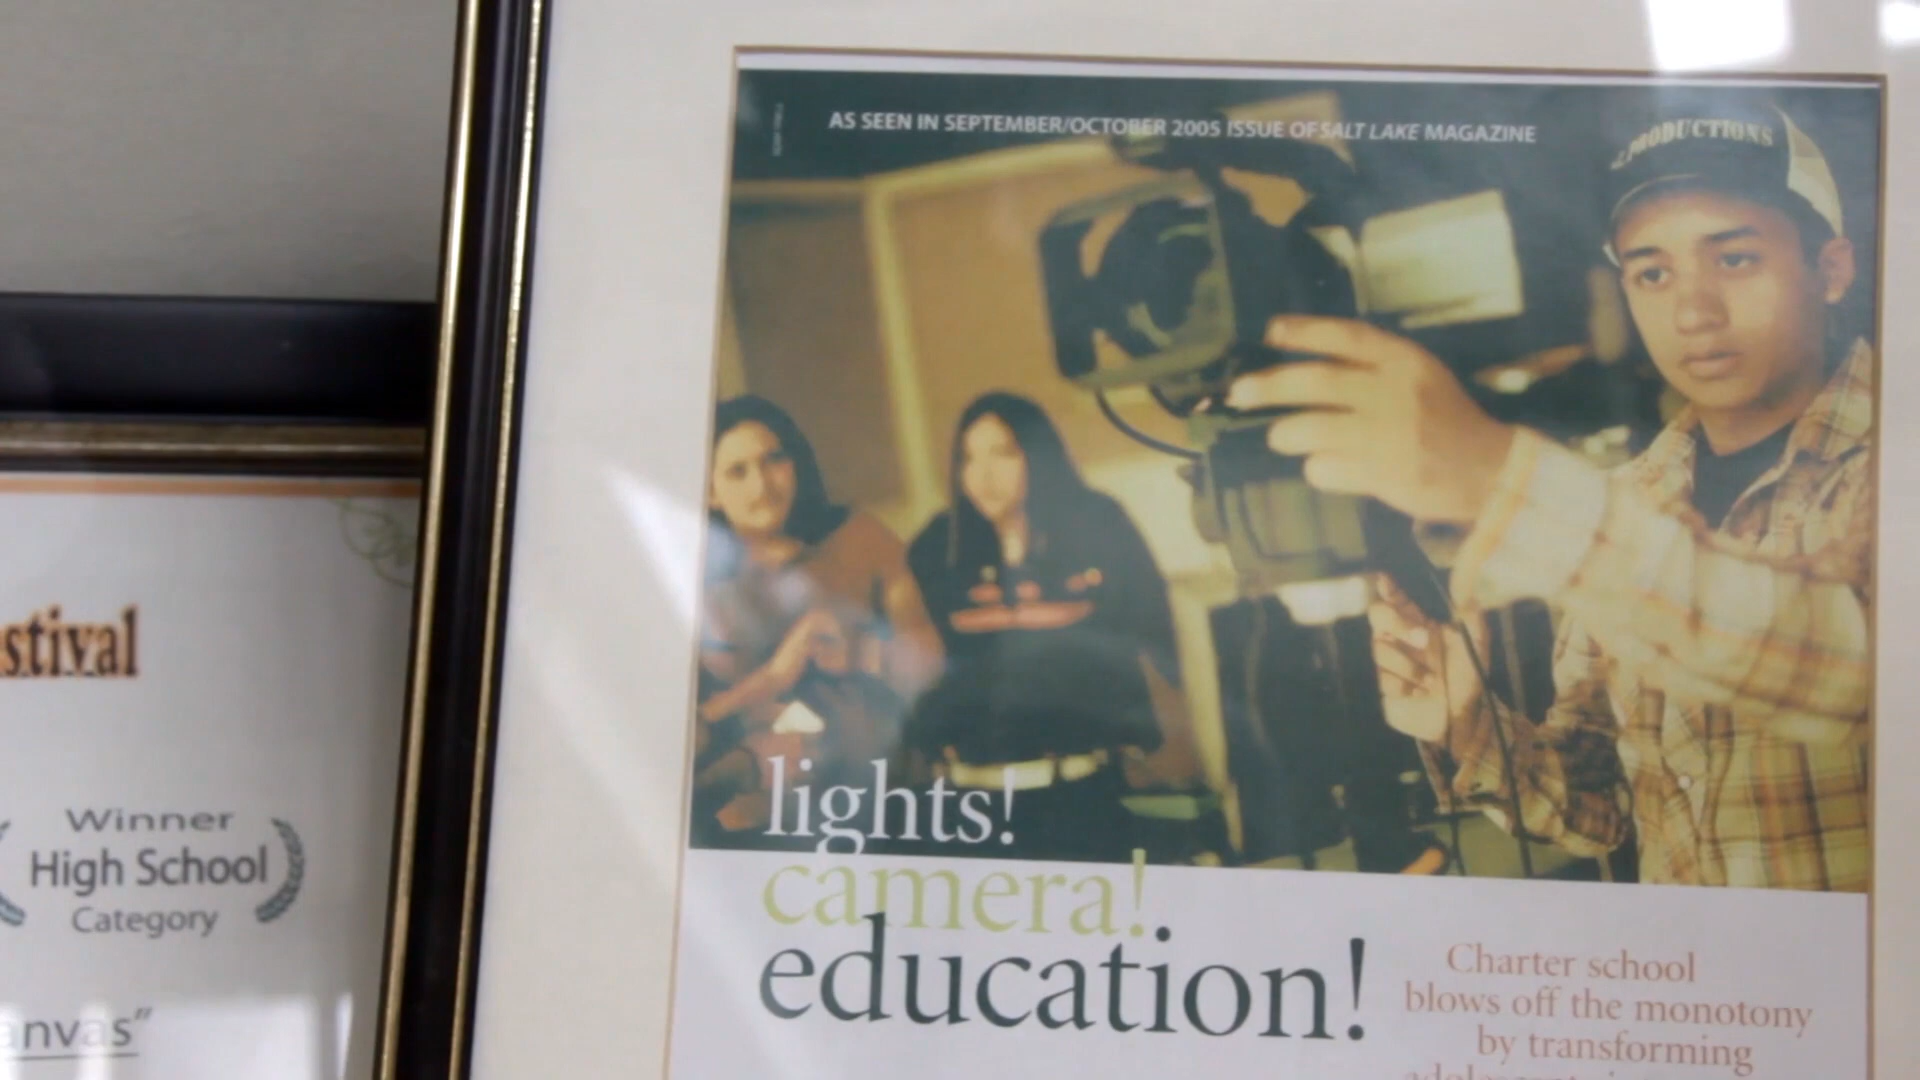 AS SEEN IN SEPTEMBER/OCTOBER 2005 ISSUE OF SALT LAKE MAGAZINE
PRODUCTIONS
lights!
camera!
education!
Charter school
blows off the monotony
by transforming
stival
Winner
High School
Category
anvas”